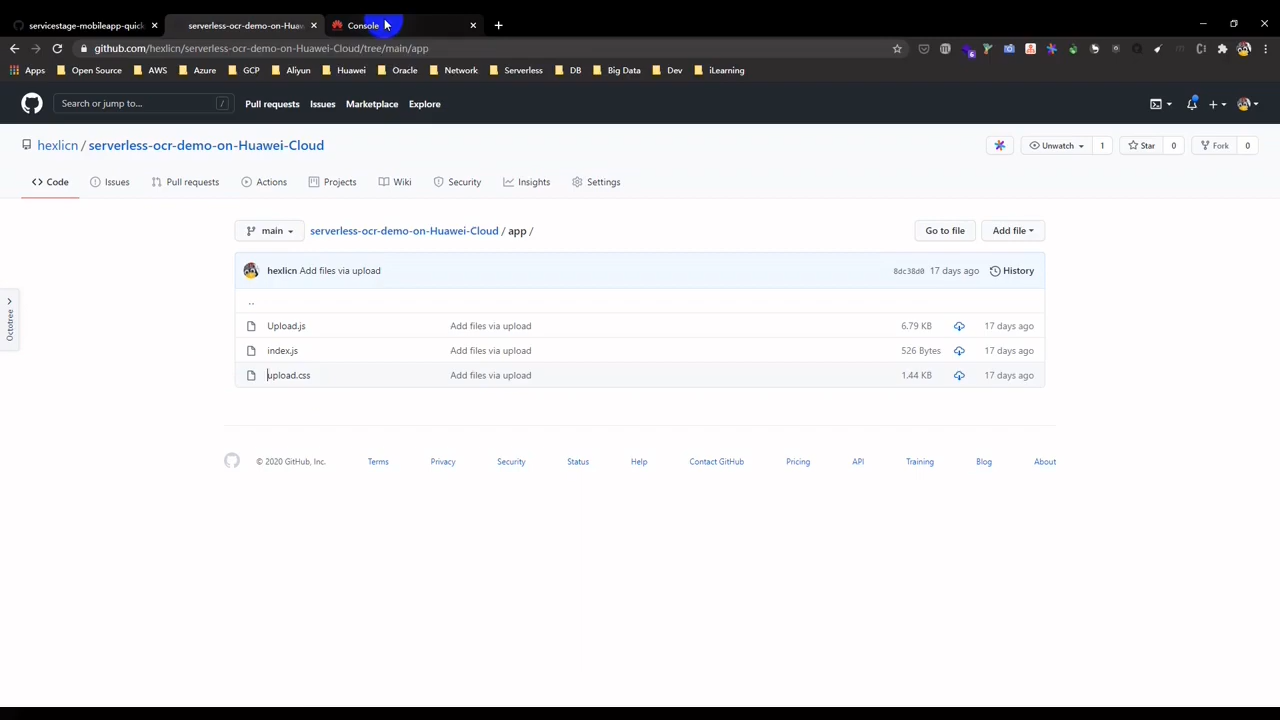 servicestage-mobileapp-quick
serverless-ocr-demo-on-Huaw
Console
github.com/hexlicn/serverless-ocr-demo-on-Huawei-Cloud/tree/main/app
6
Apps Open Source AWS Azure GCP Aliyun Huawei Oracle Network Serverless DB Big Data Dev iLearning
Search or jump to... / Pull requests Issues Marketplace Explore
hexlicn / serverless-ocr-demo-on-Huawei-Cloud Unwatch 1 Star 0 Fork 0
Code Issues Pull requests Actions Projects Wiki Security Insights Settings
main serverless-ocr-demo-on-Huawei-Cloud / app / Go to file Add file
hexlicn Add files via upload 8dc38d0 17 days ago History
..
Octotree
Upload.js Add files via upload 6.79 KB 17 days ago
index.js Add files via upload 526 Bytes 17 days ago
upload.css Add files via upload 1.44 KB 17 days ago
© 2020 GitHub, Inc. Terms Privacy Security Status Help Contact GitHub Pricing API Training Blog About